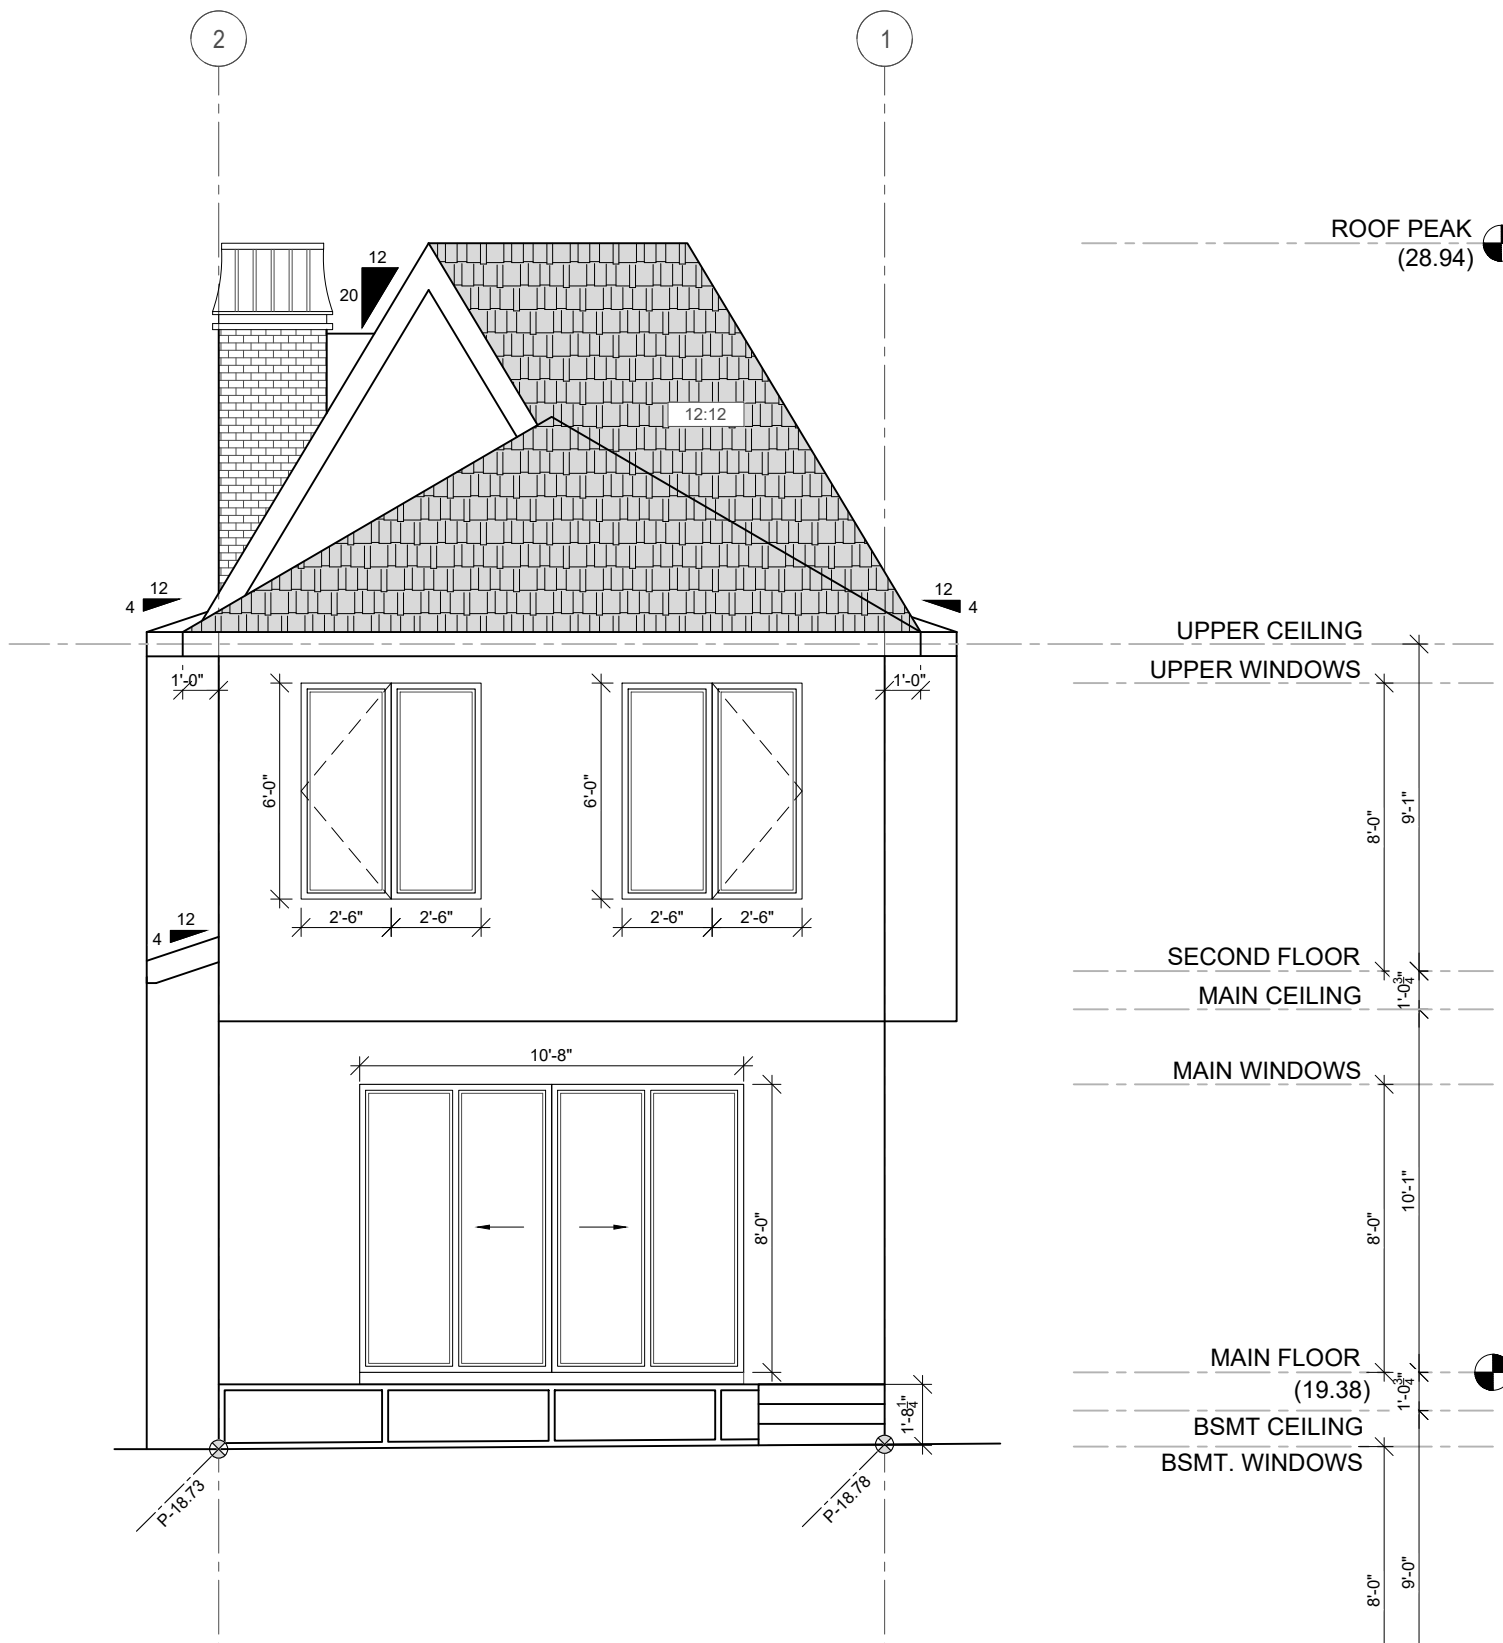 2
1
ROOF PEAK
(28.94)
12
20
12:12
12
4
12
4
UPPER CEILING
UPPER WINDOWS
1'-0"
1'-0"
6'-0"
6'-0"
8'-0"
9'-1"
2'-6"
2'-6"
2'-6"
2'-6"
12
4
SECOND FLOOR
1'-0¾"
MAIN CEILING
10'-8"
MAIN WINDOWS
8'-0"
8'-0"
10'-1"
MAIN FLOOR
(19.38)
1'-0¾"
1'-8¼"
BSMT CEILING
BSMT. WINDOWS
P-18.73
P-18.78
8'-0"
9'-0"